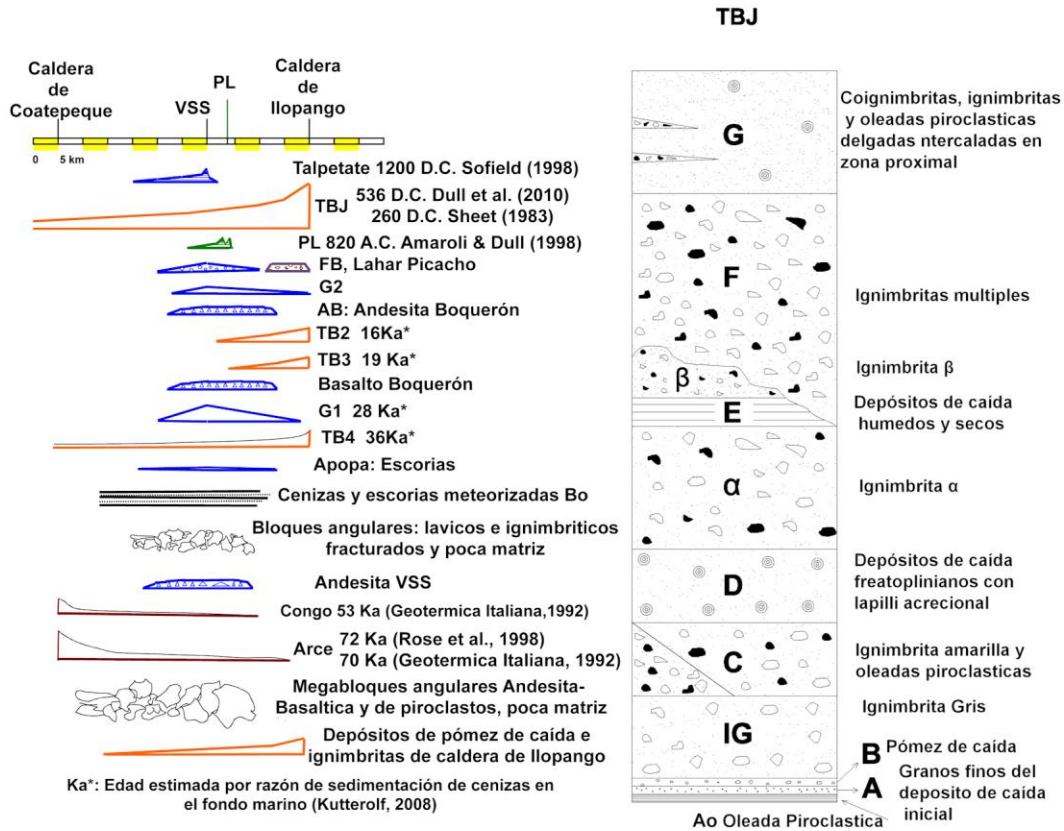 TBJ
Caldera
de
Coatepeque
VSS
PL
Caldera
de
Ilopango
0 5 km
Talpetate 1200 D.C. Sofield (1998)
TBJ 536 D.C. Dull et al. (2010)
260 D.C. Sheet (1983)
PL 820 A.C. Amaroli & Dull (1998)
FB, Lahar Picacho
G2
AB: Andesita Boquerón
TB2 16Ka*
TB3 19 Ka*
Basalto Boquerón
G1 28 Ka*
TB4 36Ka*
Apopa: Escorias
Cenizas y escorias meteorizadas Bo
Bloques angulares: lavicos e ignimbriticos
fracturados y poca matriz
Andesita VSS
Congo 53 Ka (Geotermica Italiana,1992)
Arce 72 Ka (Rose et al., 1998)
70 Ka (Geotermica Italiana, 1992)
Megabloques angulares Andesita-
Basaltica y de piroclastos, poca matriz
Depósitos de pómez de caída e
ignimbritas de caldera de Ilopango
Ka*: Edad estimada por razón de sedimentación de cenizas en
el fondo marino (Kutterolf, 2008)
G
Coignimbritas, ignimbritas
y oleadas piroclasticas
delgadas ntercaladas en
zona proximal
F
Ignimbritas multiples
β
Ignimbrita β
E
Depósitos de caída
humedos y secos
α
Ignimbrita α
D
Depósitos de caída
freatoplinianos con
lapilli acrecional
C
Ignimbrita amarilla y
oleadas piroclasticas
IG
Ignimbrita Gris
B Pómez de caída
A Granos finos del
deposito de caída
inicial
Ao Oleada Piroclastica